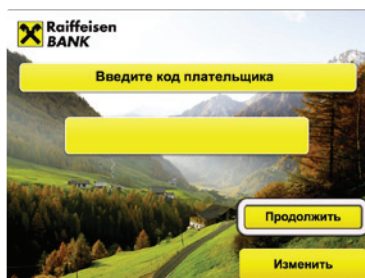 Raiffeisen
BANK
Введите код плательщика
Продолжить
Изменить